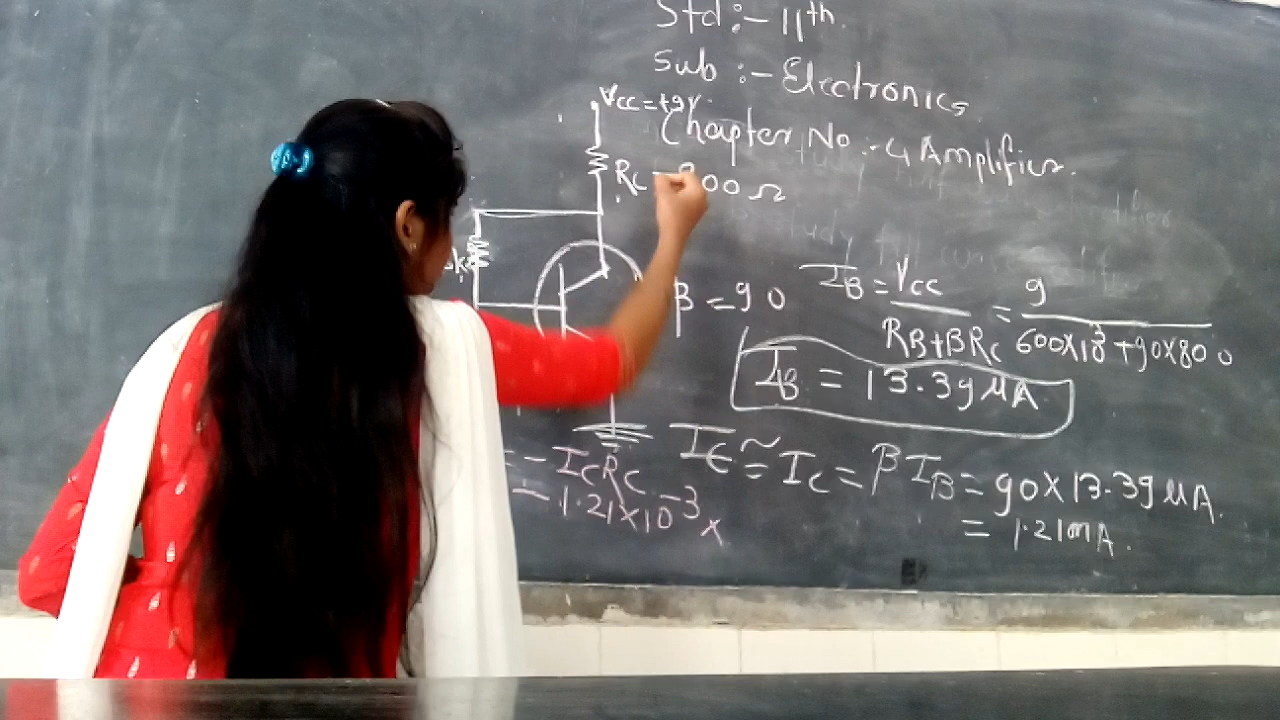 Std :- 11th.
Sub :- Electronics
Chapter No :- 4 Amplifier.
VCC = +9V.
RC 00 Ω
k
β = 90
IB = VCC / RB+βRC = 9 / 600×10³ + 90×800
IB = 13.39 μA
IE ≅ IC = β IB = 90 × 13.39 μA.
= 1.21 mA.
= - ICRC
= 1.21×10⁻³ ×